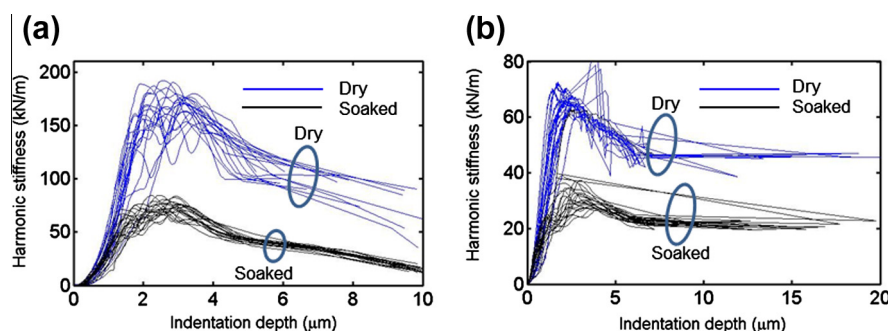 (a)
Harmonic stiffness (kN/m)
200
150
100
50
0
0 2 4 6 8 10
Indentation depth (μm)
Dry
Soaked
Dry
Soaked
(b)
Harmonic stiffness (kN/m)
80
60
40
20
0
0 5 10 15 20
Indentation depth (μm)
Dry
Soaked
Dry
Soaked